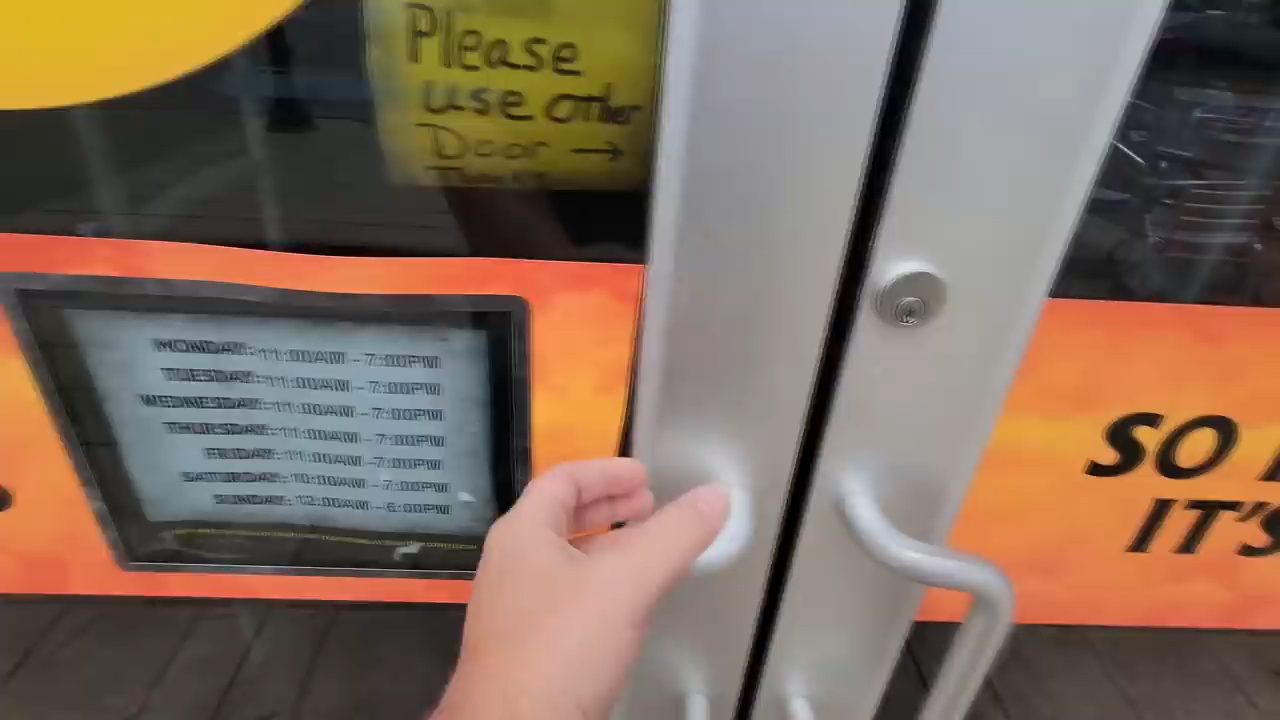 Please
use other
Door →
MONDAY: 11:00AM - 7:00PM
TUESDAY: 11:00AM - 7:00PM
WEDNESDAY: 11:00AM - 7:00PM
THURSDAY: 11:00AM - 7:00PM
FRIDAY: 11:00AM - 7:00PM
SATURDAY: 10:00AM - 7:00PM
SUNDAY: 12:00AM - 6:00PM
SO
IT'S